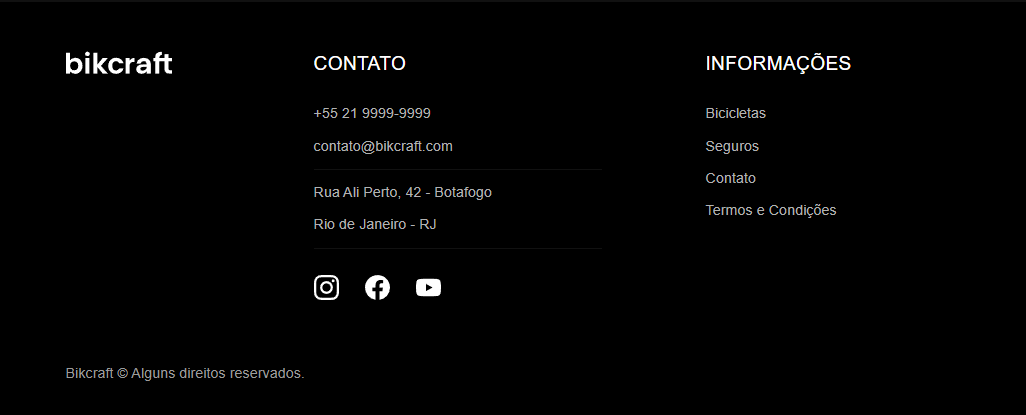 bikcraft
CONTATO
+55 21 9999-9999
contato@bikcraft.com
Rua Ali Perto, 42 - Botafogo
Rio de Janeiro - RJ
INFORMAÇÕES
Bicicletas
Seguros
Contato
Termos e Condições
Bikcraft © Alguns direitos reservados.